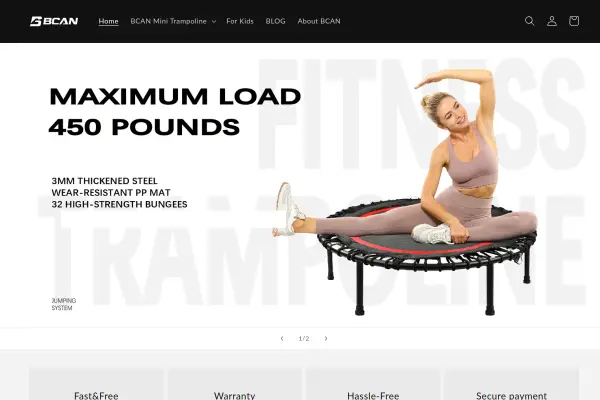 BCAN
Home
BCAN Mini Trampoline
For Kids
BLOG
About BCAN
FITNESS
MAXIMUM LOAD
450 POUNDS
3MM THICKENED STEEL
WEAR-RESISTANT PP MAT
32 HIGH-STRENGTH BUNGEES
TRAMPOLINE
JUMPING
SYSTEM
1/2
Fast&Free
Warranty
Hassle-Free
Secure payment